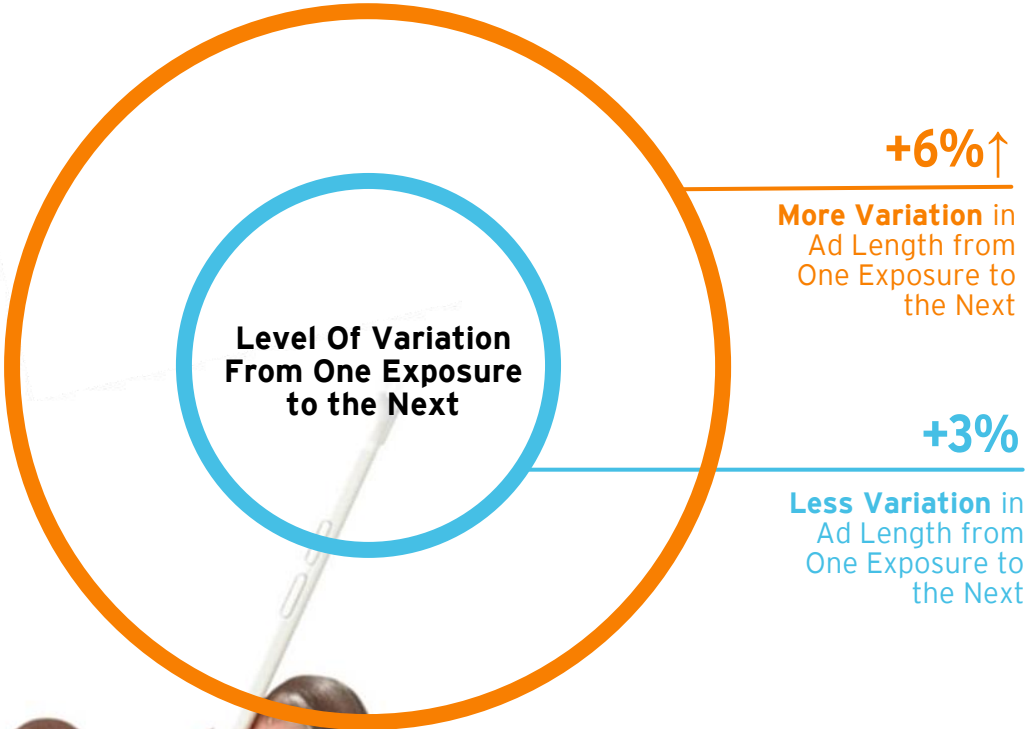 Level Of Variation
From One Exposure
to the Next
+6%↑
More Variation in
Ad Length from
One Exposure to
the Next
+3%
Less Variation in
Ad Length from
One Exposure to
the Next